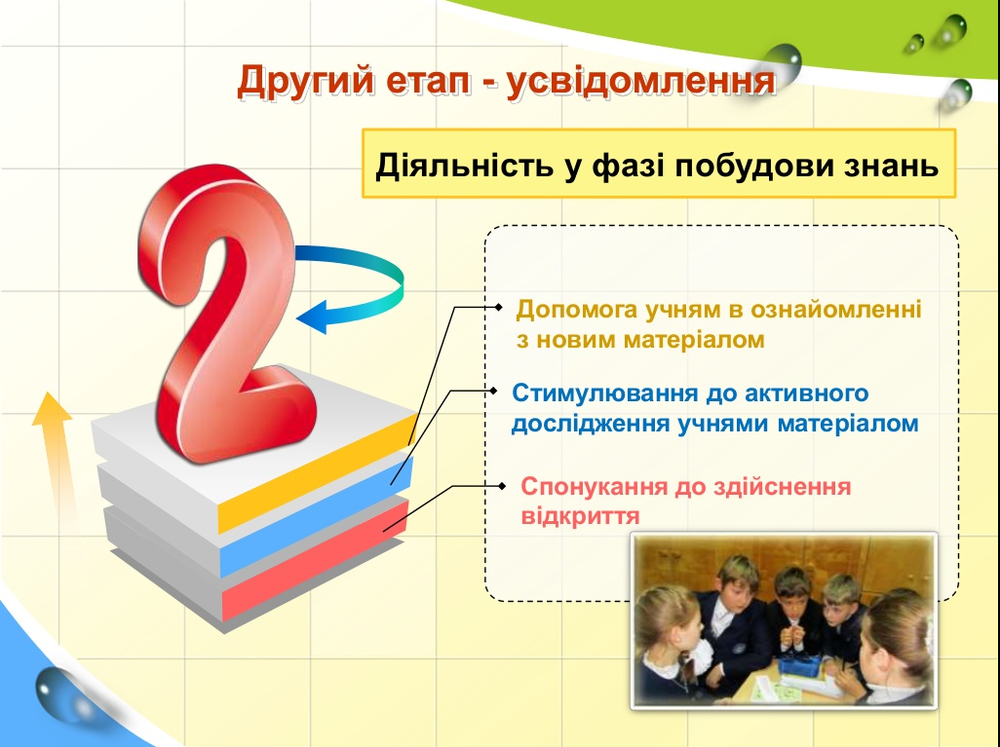 Другий етап - усвідомлення
Діяльність у фазі побудови знань
2
Допомога учням в ознайомленні
з новим матеріалом
Стимулювання до активного
дослідження учнями матеріалом
Спонукання до здійснення
відкриття